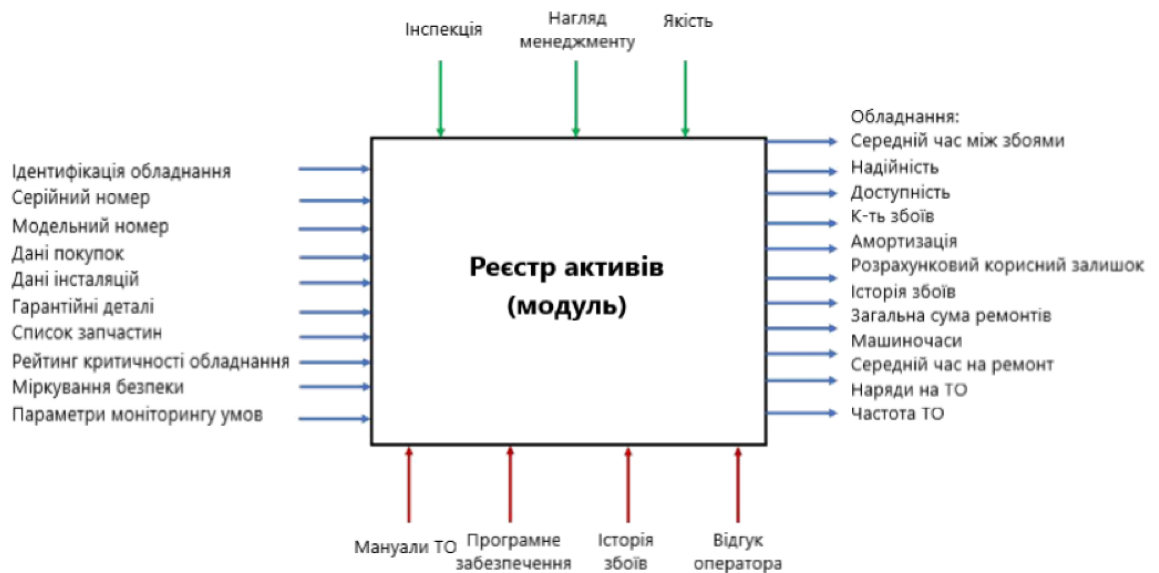 Інспекція
Нагляд
менеджменту
Якість
Ідентифікація обладнання
Серійний номер
Модельний номер
Дані покупок
Дані інсталяцій
Гарантійні деталі
Список запчастин
Рейтинг критичності обладнання
Міркування безпеки
Параметри моніторингу умов
Реєстр активів
(модуль)
Обладнання:
Середній час між збоями
Надійність
Доступність
К-ть збоїв
Амортизація
Розрахунковий корисний залишок
Історія збоїв
Загальна сума ремонтів
Машиночаси
Середній час на ремонт
Наряди на ТО
Частота ТО
Мануали ТО
Програмне
забезпечення
Історія
збоїв
Відгук
оператора